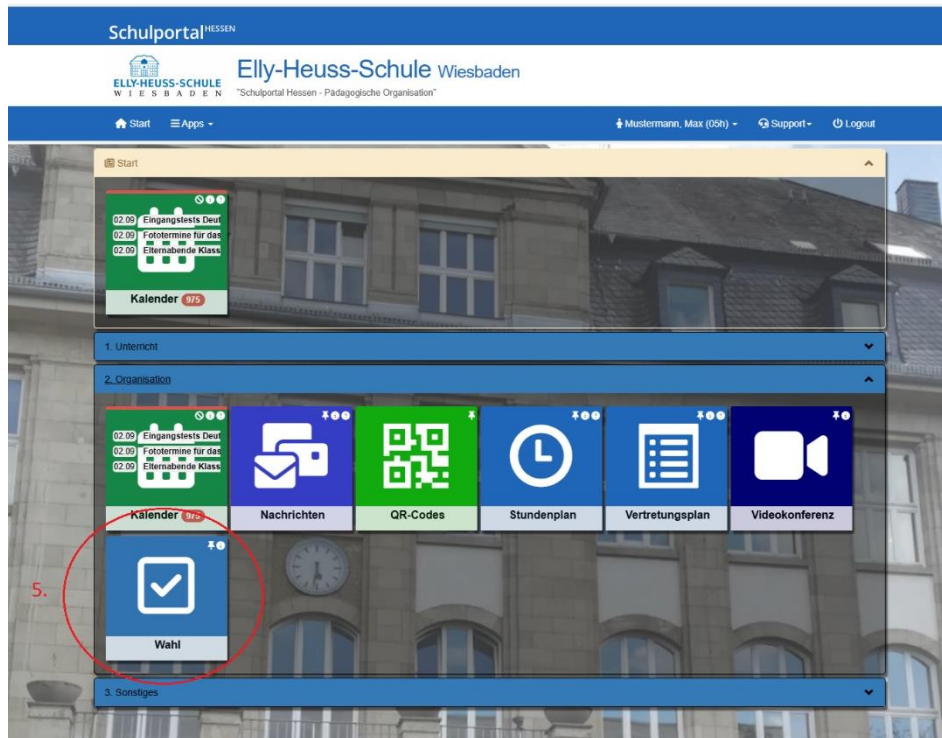 Schulportal HESSEN
ELLY-HEUSS-SCHULE
WIESBADEN
Elly-Heuss-Schule Wiesbaden
"Schulportal Hessen - Pädagogische Organisation"
Start Apps Mustermann, Max (05h) Support Logout
Start
02.09 Eingangstests Deut
02.09 Fototermine für das
02.09 Elternabende Klass
Kalender 975
1. Unterricht
2. Organisation
02.09 Eingangstests Deut
02.09 Fototermine für das
02.09 Elternabende Klass
Kalender 975
Nachrichten
QR-Codes
Stundenplan
Vertretungsplan
Videokonferenz
5.
Wahl
3. Sonstiges